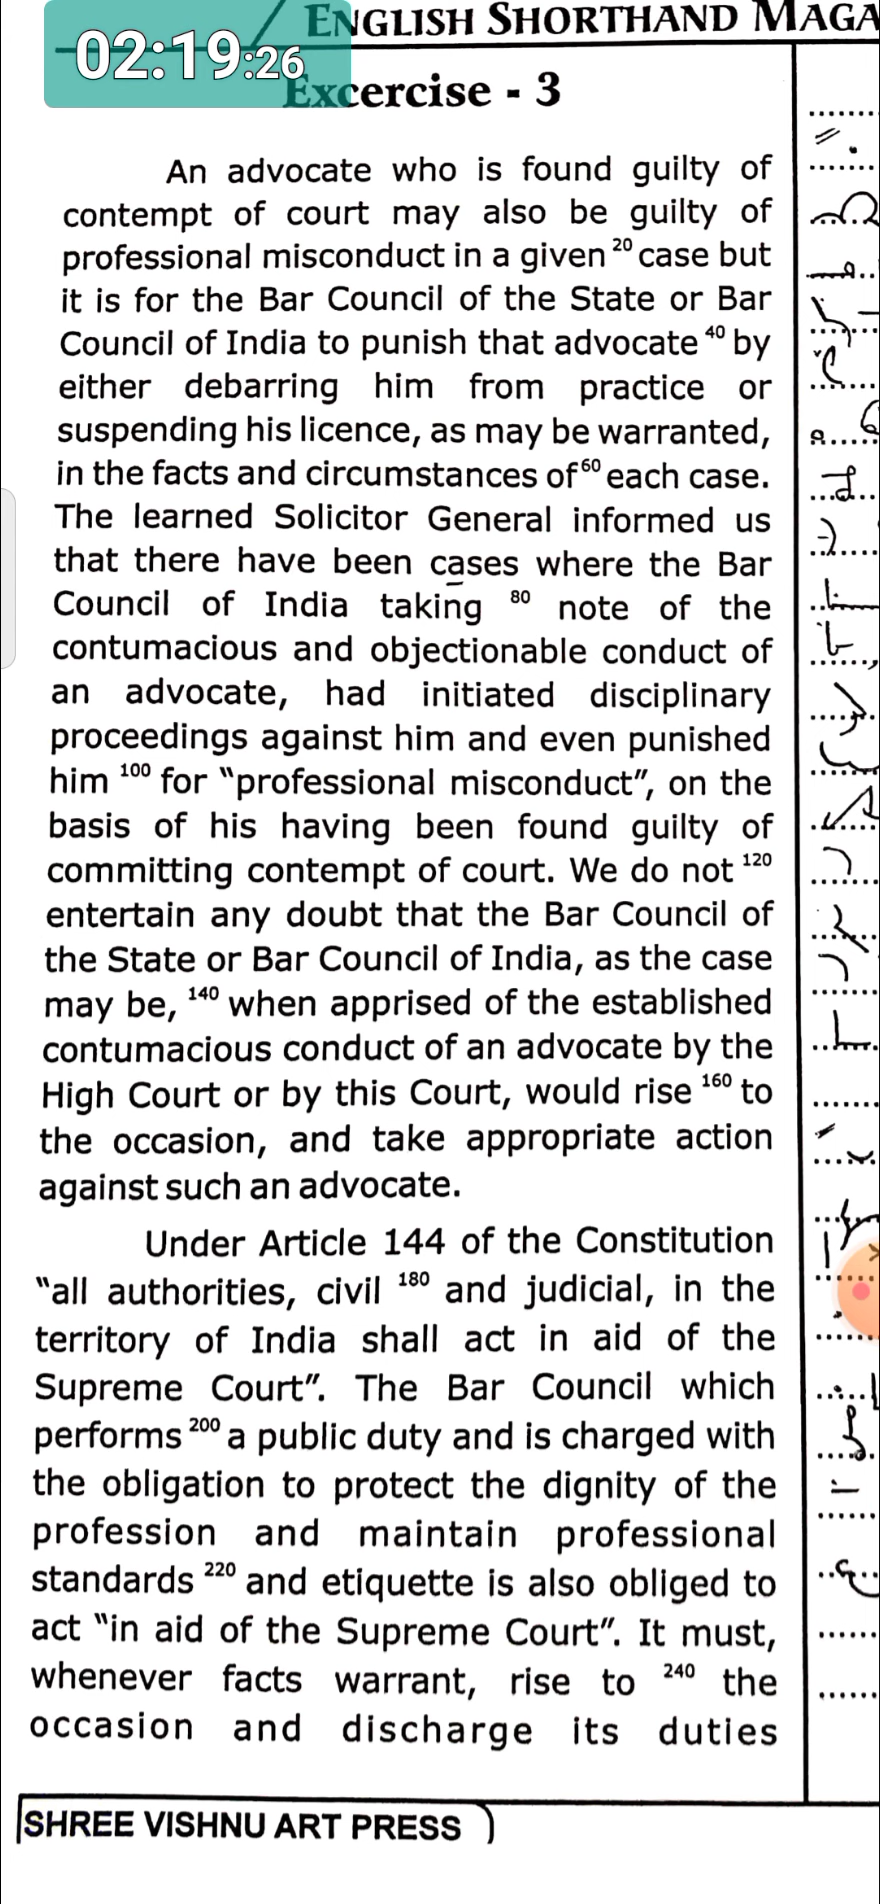 ENGLISH SHORTHAND MAGA
02:19:26
Excercise - 3
An advocate who is found guilty of
contempt of court may also be guilty of
professional misconduct in a given 20 case but
it is for the Bar Council of the State or Bar
Council of India to punish that advocate 40 by
either debarring him from practice or
suspending his licence, as may be warranted,
in the facts and circumstances of 60 each case.
The learned Solicitor General informed us
that there have been cases where the Bar
Council of India taking 80 note of the
contumacious and objectionable conduct of
an advocate, had initiated disciplinary
proceedings against him and even punished
him 100 for "professional misconduct", on the
basis of his having been found guilty of
committing contempt of court. We do not 120
entertain any doubt that the Bar Council of
the State or Bar Council of India, as the case
may be, 140 when apprised of the established
contumacious conduct of an advocate by the
High Court or by this Court, would rise 160 to
the occasion, and take appropriate action
against such an advocate.
Under Article 144 of the Constitution
"all authorities, civil 180 and judicial, in the
territory of India shall act in aid of the
Supreme Court". The Bar Council which
performs 200 a public duty and is charged with
the obligation to protect the dignity of the
profession and maintain professional
standards 220 and etiquette is also obliged to
act "in aid of the Supreme Court". It must,
whenever facts warrant, rise to 240 the
occasion and discharge its duties
SHREE VISHNU ART PRESS